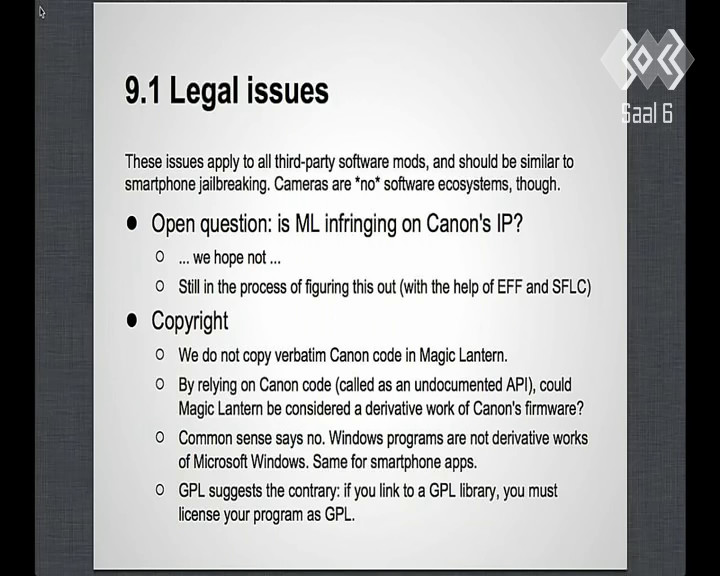 9.1 Legal issues
Saal 6
These issues apply to all third-party software mods, and should be similar to
smartphone jailbreaking. Cameras are *no* software ecosystems, though.
● Open question: is ML infringing on Canon's IP?
○ ... we hope not ...
○ Still in the process of figuring this out (with the help of EFF and SFLC)
● Copyright
○ We do not copy verbatim Canon code in Magic Lantern.
○ By relying on Canon code (called as an undocumented API), could
Magic Lantern be considered a derivative work of Canon's firmware?
○ Common sense says no. Windows programs are not derivative works
of Microsoft Windows. Same for smartphone apps.
○ GPL suggests the contrary: if you link to a GPL library, you must
license your program as GPL.